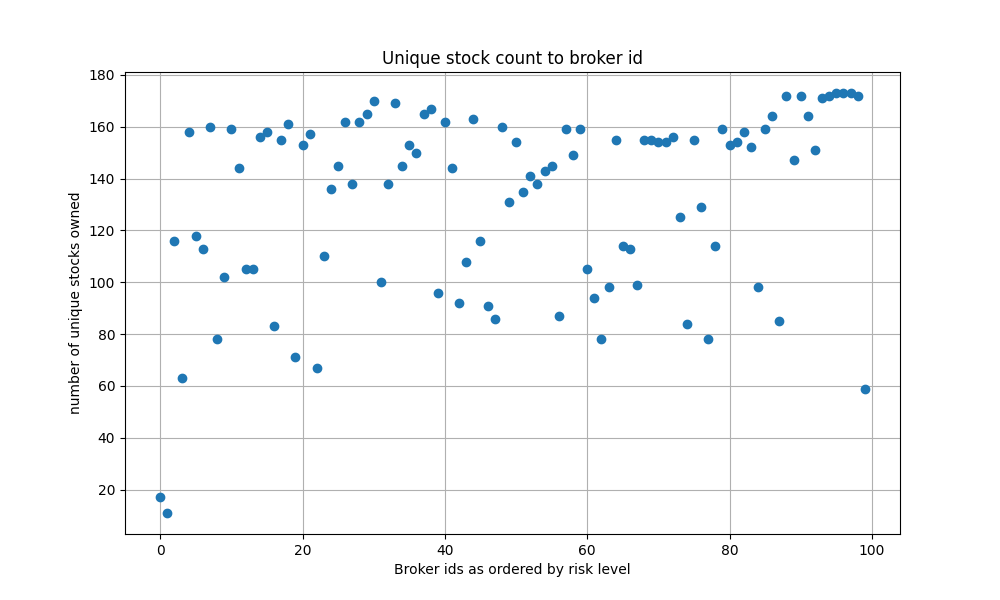 Unique stock count to broker id
number of unique stocks owned
180
160
140
120
100
80
60
40
20
0 20 40 60 80 100
Broker ids as ordered by risk level